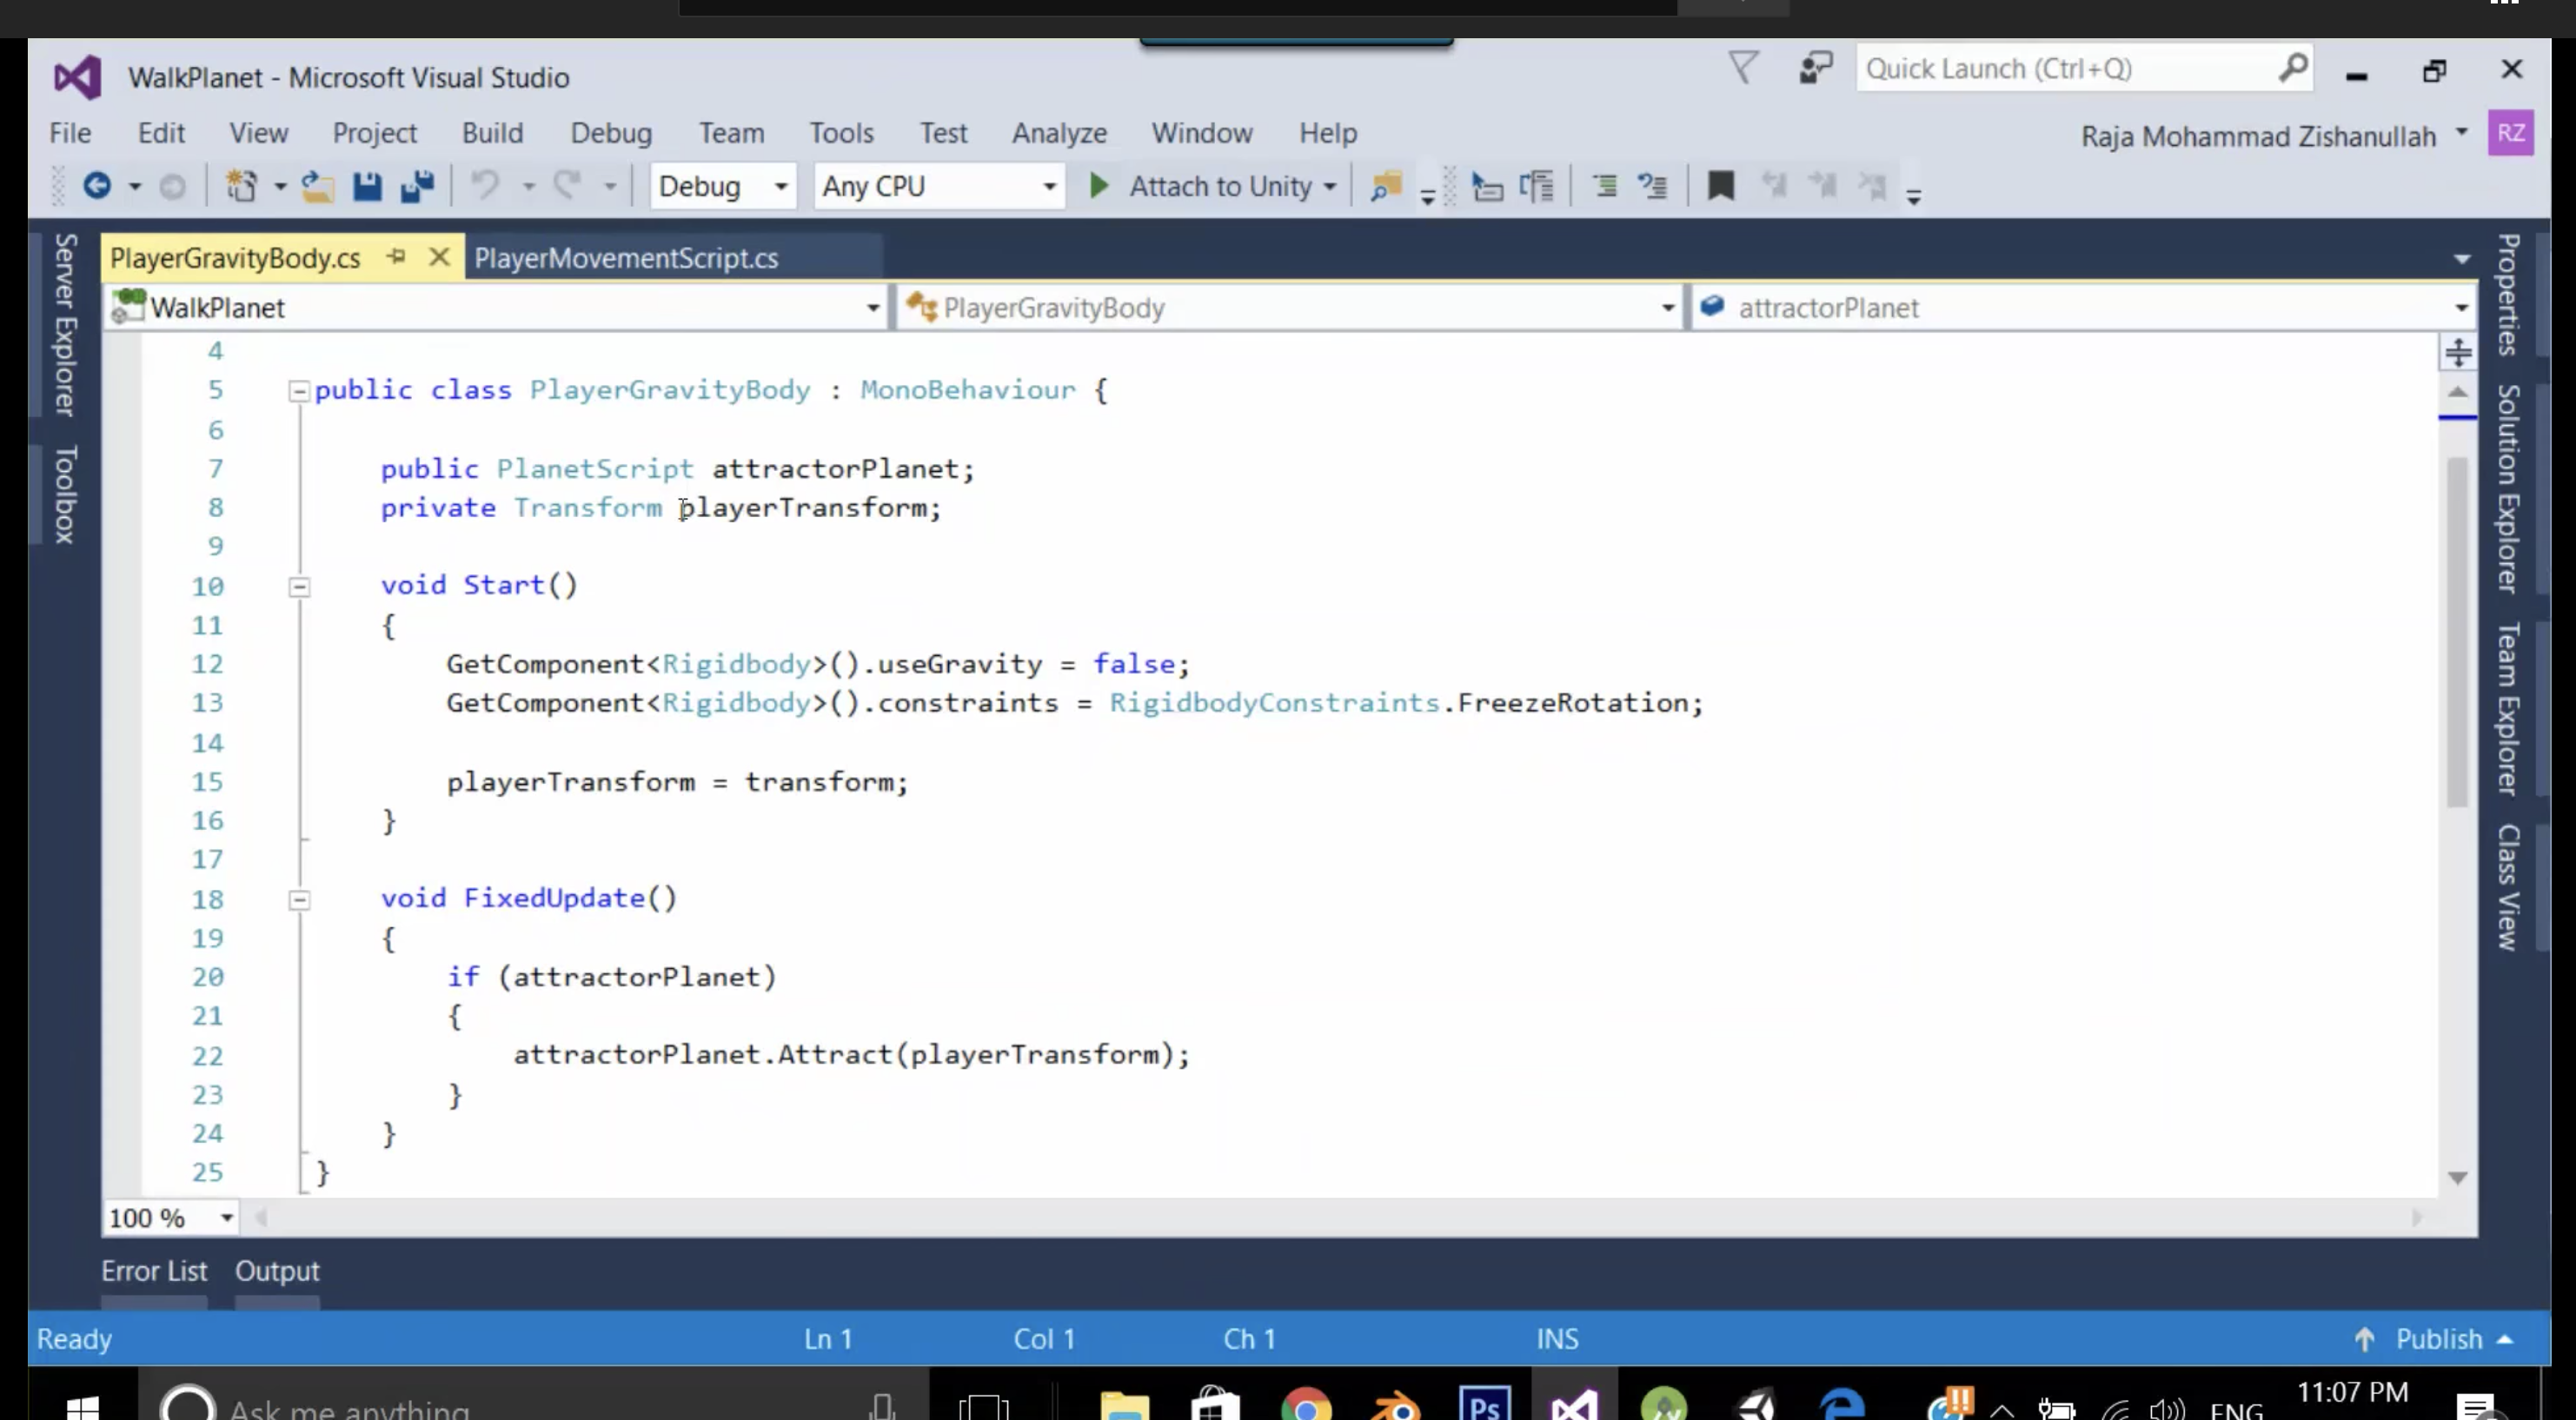 WalkPlanet - Microsoft Visual Studio
Quick Launch (Ctrl+Q)
File Edit View Project Build Debug Team Tools Test Analyze Window Help
Raja Mohammad Zishanullah
RZ
Debug Any CPU Attach to Unity
Server Explorer
Toolbox
PlayerGravityBody.cs
PlayerMovementScript.cs
WalkPlanet
PlayerGravityBody
attractorPlanet
4
5 public class PlayerGravityBody : MonoBehaviour {
6
7 public PlanetScript attractorPlanet;
8 private Transform playerTransform;
9
10 void Start()
11 {
12 GetComponent<Rigidbody>().useGravity = false;
13 GetComponent<Rigidbody>().constraints = RigidbodyConstraints.FreezeRotation;
14
15 playerTransform = transform;
16 }
17
18 void FixedUpdate()
19 {
20 if (attractorPlanet)
21 {
22 attractorPlanet.Attract(playerTransform);
23 }
24 }
25 }
Properties
Solution Explorer
Team Explorer
Class View
100 %
Error List Output
Ready Ln 1 Col 1 Ch 1 INS Publish
Ask me anything
Ps
ENG
11:07 PM